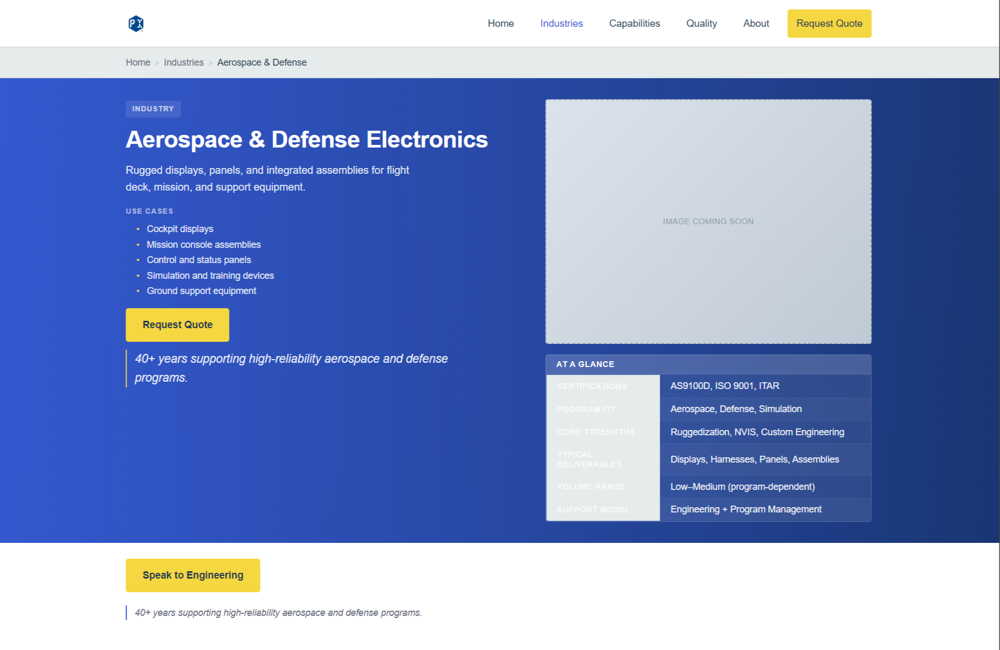 PI
Home Industries Capabilities Quality About Request Quote
Home › Industries › Aerospace & Defense
INDUSTRY
Aerospace & Defense Electronics
Rugged displays, panels, and integrated assemblies for flight
deck, mission, and support equipment.
USE CASES
• Cockpit displays
• Mission console assemblies
• Control and status panels
• Simulation and training devices
• Ground support equipment
Request Quote
40+ years supporting high-reliability aerospace and defense
programs.
IMAGE COMING SOON
AT A GLANCE
CERTIFICATIONS AS9100D, ISO 9001, ITAR
PROGRAM FIT Aerospace, Defense, Simulation
CORE STRENGTHS Ruggedization, NVIS, Custom Engineering
TYPICAL
DELIVERABLES Displays, Harnesses, Panels, Assemblies
VOLUME RANGE Low–Medium (program-dependent)
SUPPORT MODEL Engineering + Program Management
Speak to Engineering
40+ years supporting high-reliability aerospace and defense programs.